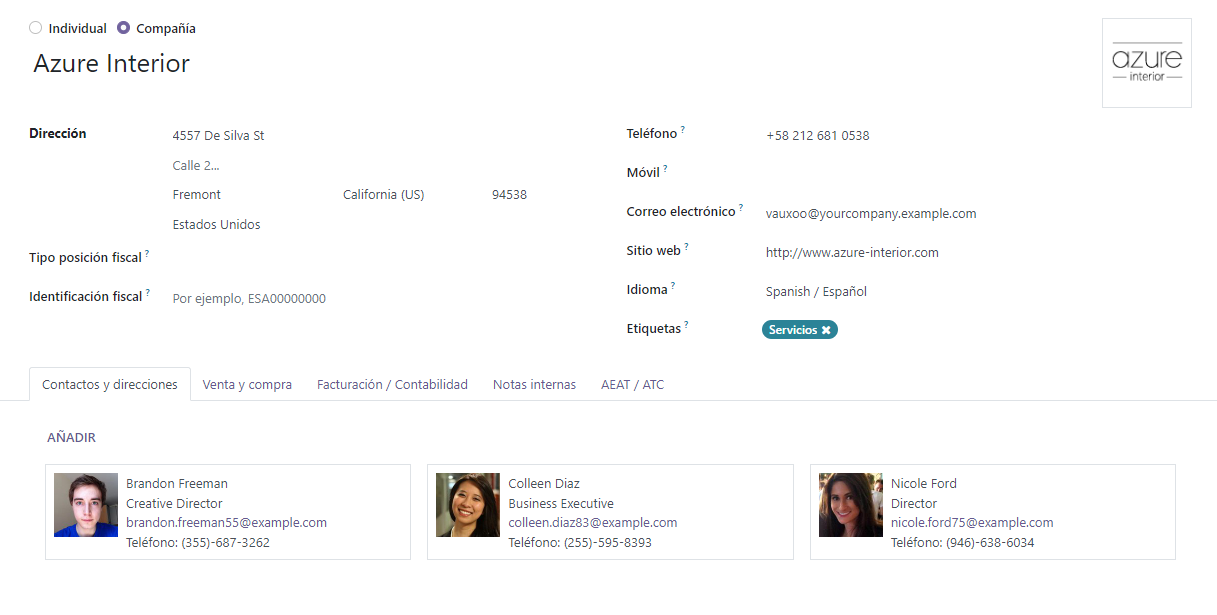 Individual Compañía
Azure Interior
azure
interior
Dirección 4557 De Silva St
Calle 2...
Fremont California (US) 94538
Estados Unidos
Tipo posición fiscal ?
Identificación fiscal ? Por ejemplo, ESA00000000
Teléfono ? +58 212 681 0538
Móvil ?
Correo electrónico ? vauxoo@yourcompany.example.com
Sitio web ? http://www.azure-interior.com
Idioma ? Spanish / Español
Etiquetas ? Servicios ✖
Contactos y direcciones Venta y compra Facturación / Contabilidad Notas internas AEAT / ATC
AÑADIR
Brandon Freeman
Creative Director
brandon.freeman55@example.com
Teléfono: (355)-687-3262
Colleen Diaz
Business Executive
colleen.diaz83@example.com
Teléfono: (255)-595-8393
Nicole Ford
Director
nicole.ford75@example.com
Teléfono: (946)-638-6034